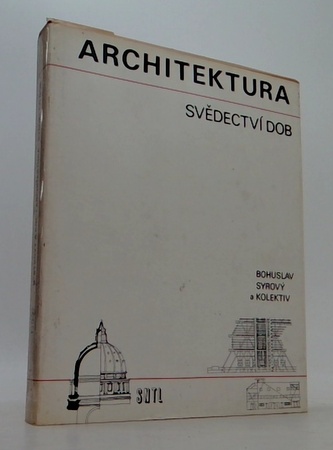 ARCHITEKTURA
SVĚDECTVÍ DOB
BOHUSLAV
SYROVÝ
a KOLEKTIV
SNTL